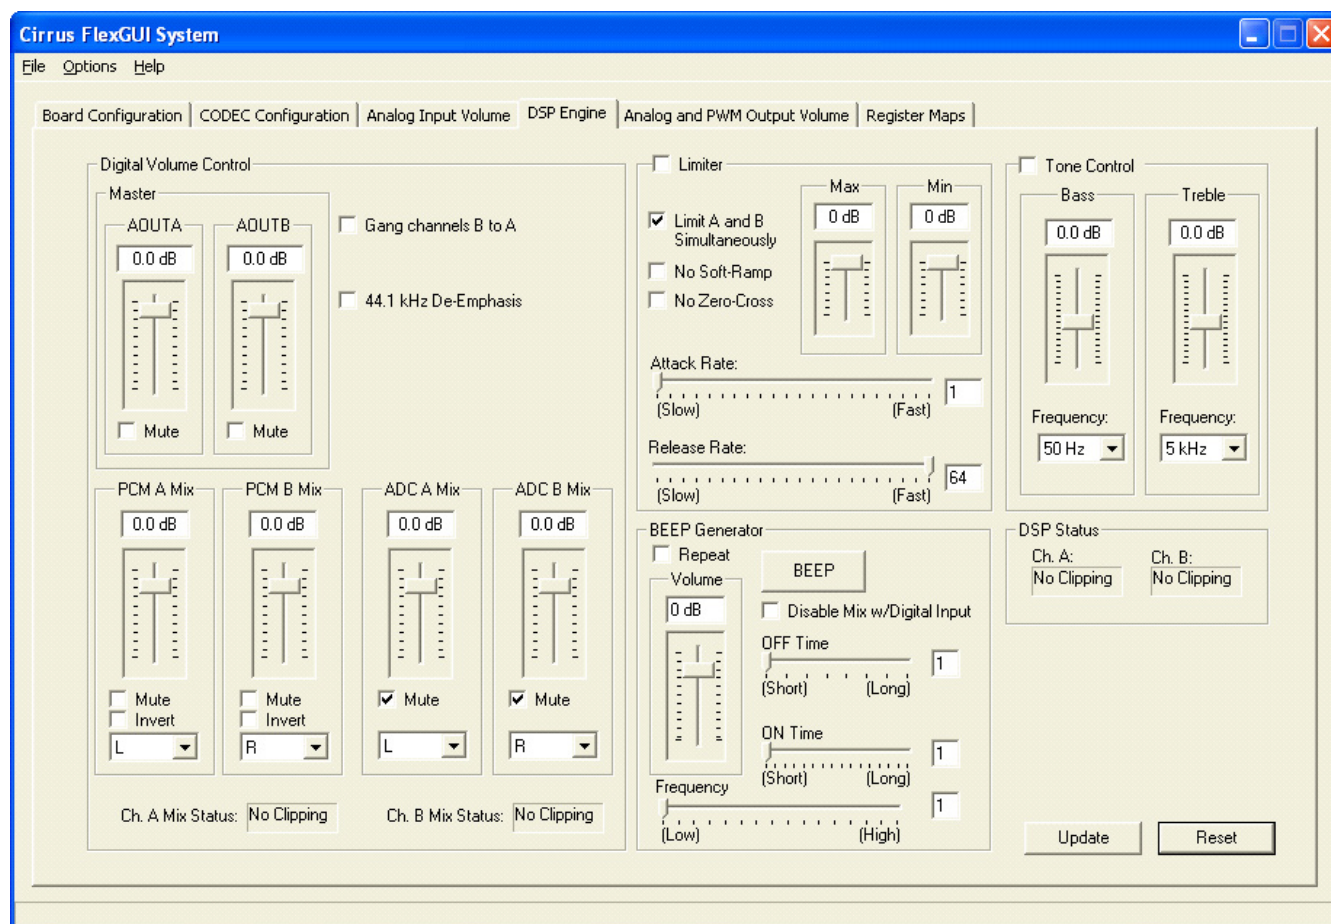 Cirrus FlexGUI System
File Options Help
Board Configuration CODEC Configuration Analog Input Volume DSP Engine Analog and PWM Output Volume Register Maps
Digital Volume Control
Master
AOUTA AOUTB
0.0 dB 0.0 dB
Mute Mute
Gang channels B to A
44.1 kHz De-Emphasis
PCM A Mix PCM B Mix ADC A Mix ADC B Mix
0.0 dB 0.0 dB 0.0 dB 0.0 dB
Mute Mute Mute Mute
Invert Invert
L R L R
Ch. A Mix Status: No Clipping Ch. B Mix Status: No Clipping
Limiter
Limit A and B
Simultaneously
No Soft-Ramp
No Zero-Cross
Max Min
0 dB 0 dB
Attack Rate:
1
(Slow) (Fast)
Release Rate:
64
(Slow) (Fast)
BEEP Generator
Repeat
BEEP
Volume
0 dB
Disable Mix w/Digital Input
OFF Time
1
(Short) (Long)
ON Time
1
(Short) (Long)
Frequency
1
(Low) (High)
Tone Control
Bass Treble
0.0 dB 0.0 dB
Frequency: Frequency:
50 Hz 5 kHz
DSP Status
Ch. A: Ch. B:
No Clipping No Clipping
Update Reset